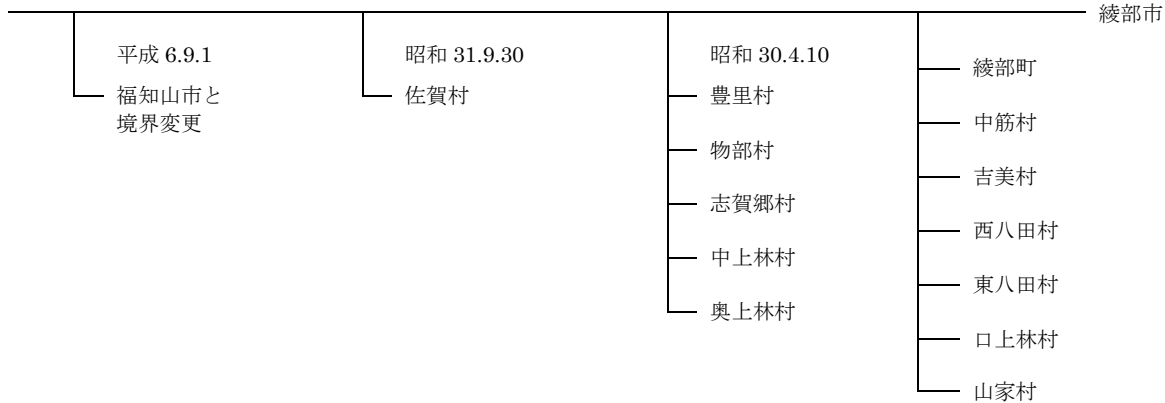 綾部市
綾部町
中筋村
吉美村
西八田村
東八田村
口上林村
山家村
昭和 30.4.10
豊里村
物部村
志賀郷村
中上林村
奥上林村
昭和 31.9.30
佐賀村
平成 6.9.1
福知山市と
境界変更